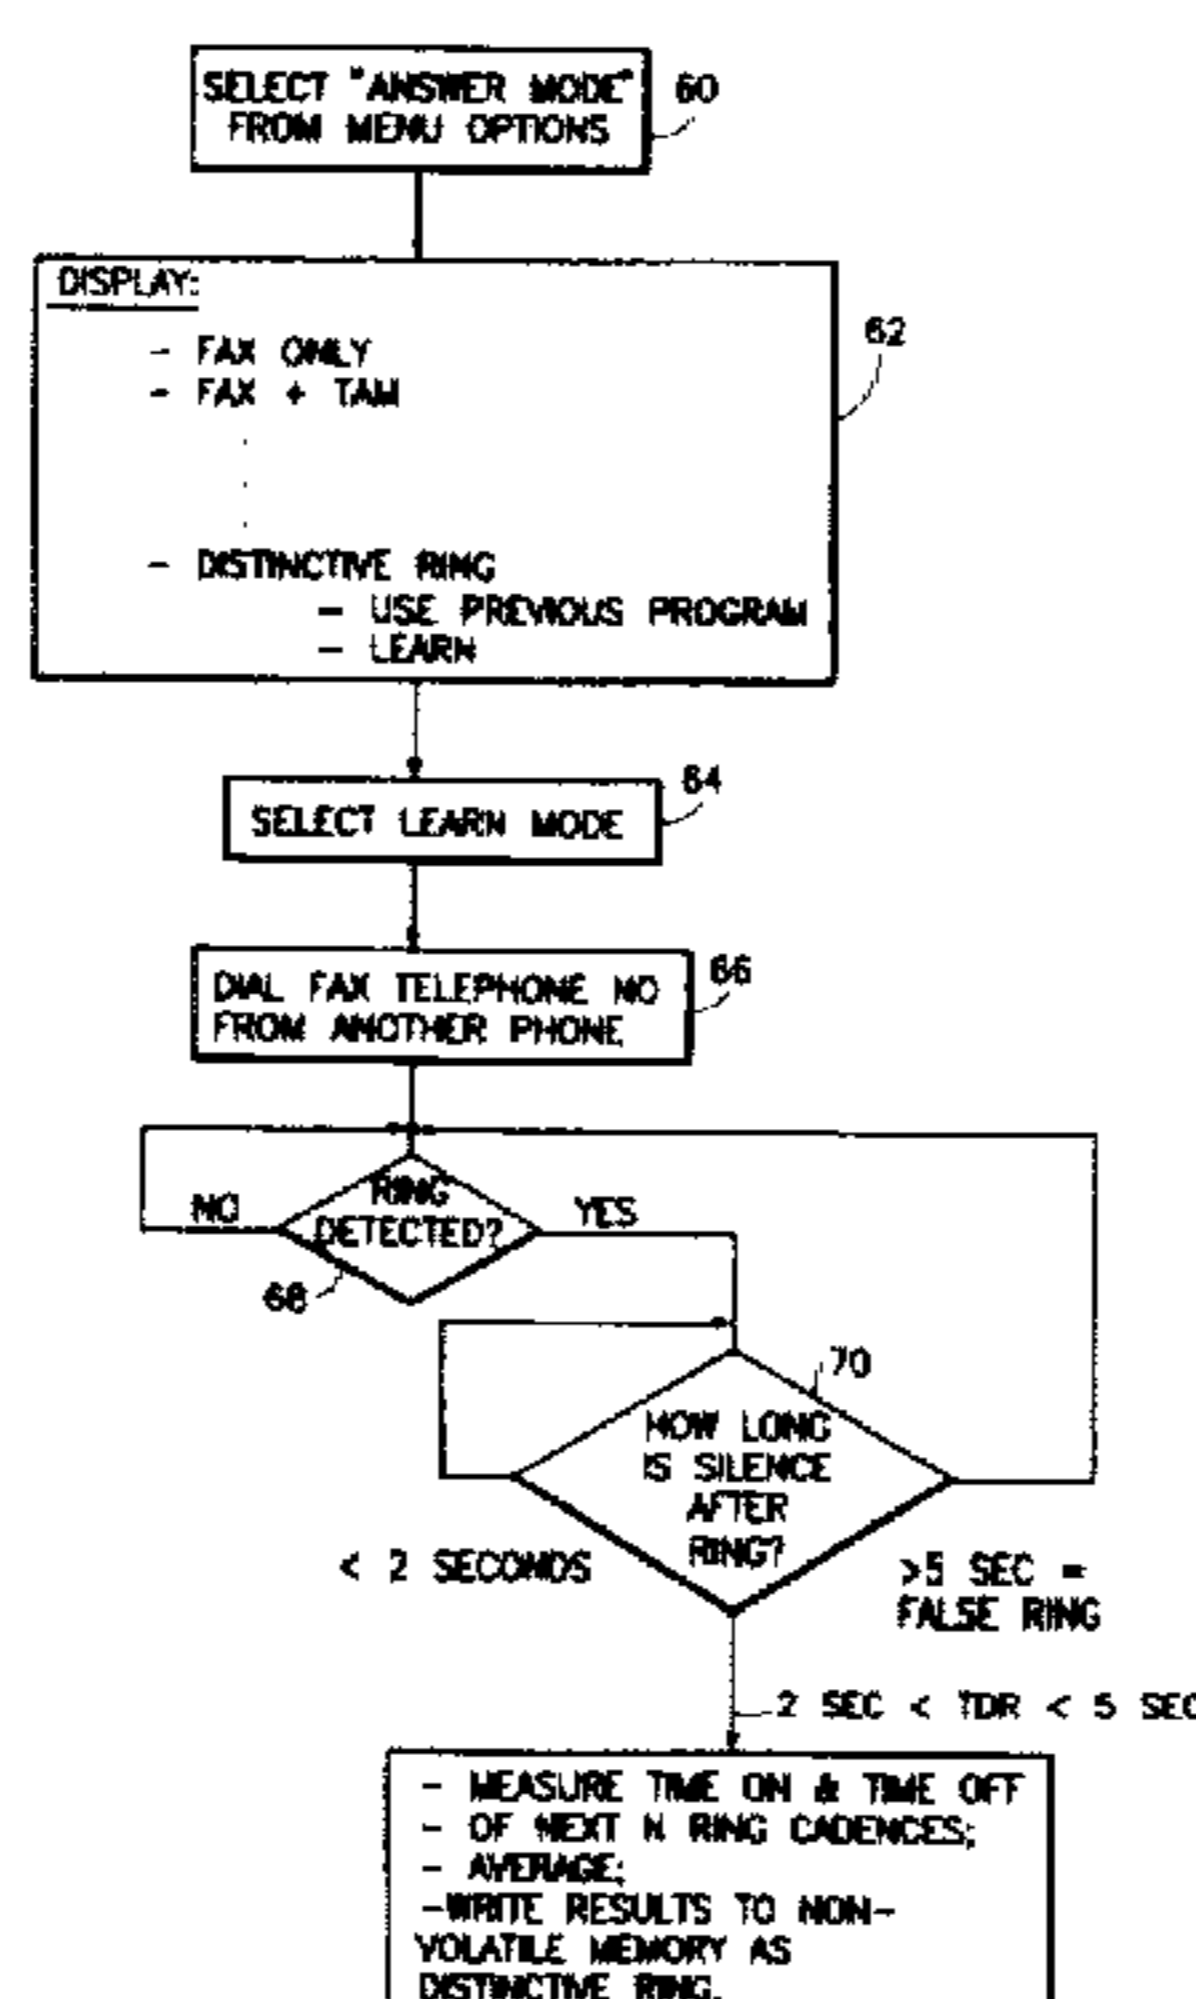 SELECT "ANSWER MODE"
FROM MENU OPTIONS
60
DISPLAY:
- FAX ONLY
- FAX + TAM
.
.
.
- DISTINCTIVE RING
- USE PREVIOUS PROGRAM
- LEARN
62
SELECT LEARN MODE
64
DIAL FAX TELEPHONE NO
FROM ANOTHER PHONE
66
RING
DETECTED?
NO
YES
68
70
HOW LONG
IS SILENCE
AFTER
RING?
< 2 SECONDS
>5 SEC =
FALSE RING
2 SEC < TDR < 5 SEC
- MEASURE TIME ON & TIME OFF
- OF NEXT N RING CADENCES;
- AVERAGE;
-WRITE RESULTS TO NON-
VOLATILE MEMORY AS
DISTINCTIVE RING.